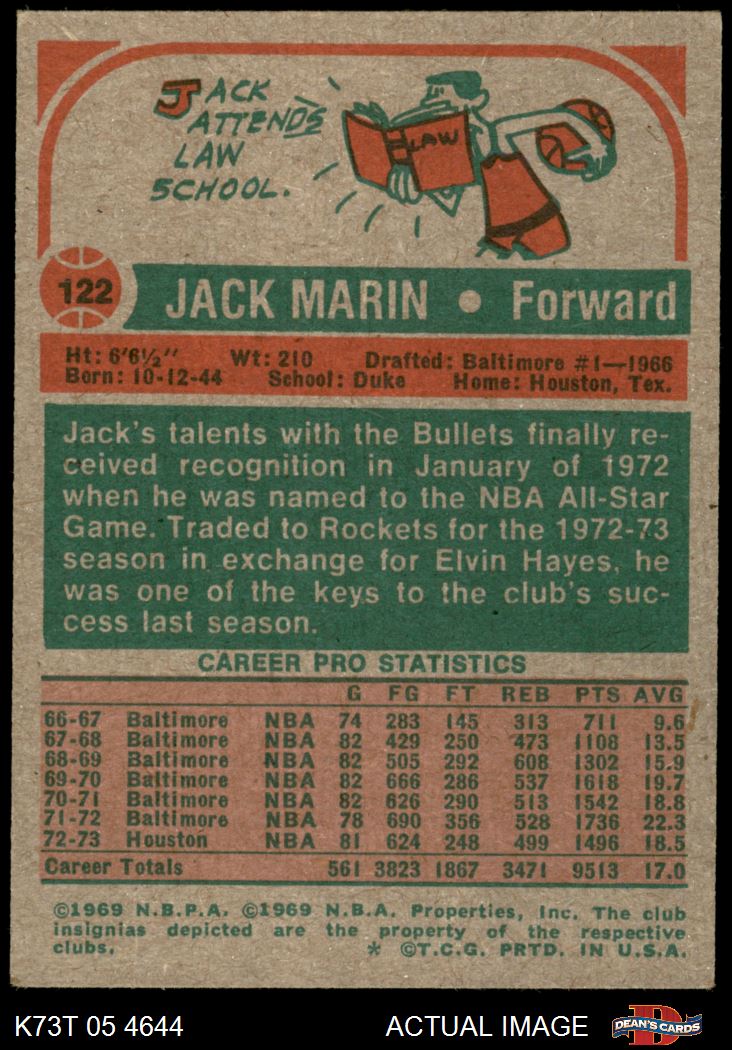 JACK
ATTENDS
LAW
SCHOOL.
LAW
122 JACK MARIN • Forward
Ht: 6'6½" Wt: 210 Drafted: Baltimore #1—1966
Born: 10-12-44 School: Duke Home: Houston, Tex.
Jack's talents with the Bullets finally re-
ceived recognition in January of 1972
when he was named to the NBA All-Star
Game. Traded to Rockets for the 1972-73
season in exchange for Elvin Hayes, he
was one of the keys to the club's suc-
cess last season.
CAREER PRO STATISTICS
G FG FT REB PTS AVG
66-67 Baltimore NBA 74 283 145 313 711 9.6
67-68 Baltimore NBA 82 429 250 473 1108 13.5
68-69 Baltimore NBA 82 505 292 608 1302 15.9
69-70 Baltimore NBA 82 666 286 537 1618 19.7
70-71 Baltimore NBA 82 626 290 513 1542 18.8
71-72 Baltimore NBA 78 690 356 528 1736 22.3
72-73 Houston NBA 81 624 248 499 1496 18.5
Career Totals 561 3823 1867 3471 9513 17.0
©1969 N.B.P.A. ©1969 N.B.A. Properties, Inc. The club
insignias depicted are the property of the respective
clubs. * ©T.C.G. PRTD. IN U.S.A.
K73T 05 4644 ACTUAL IMAGE D DEAN'S CARDS